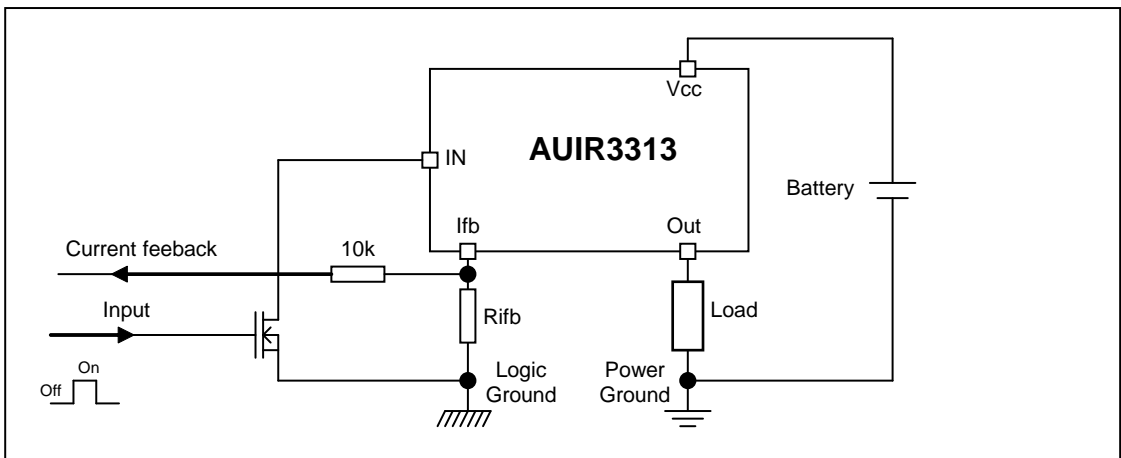 Vcc
AUIR3313
IN
Battery
Ifb
Out
Current feeback
10k
Input
Rifb
Load
On
Off
Logic
Ground
Power
Ground